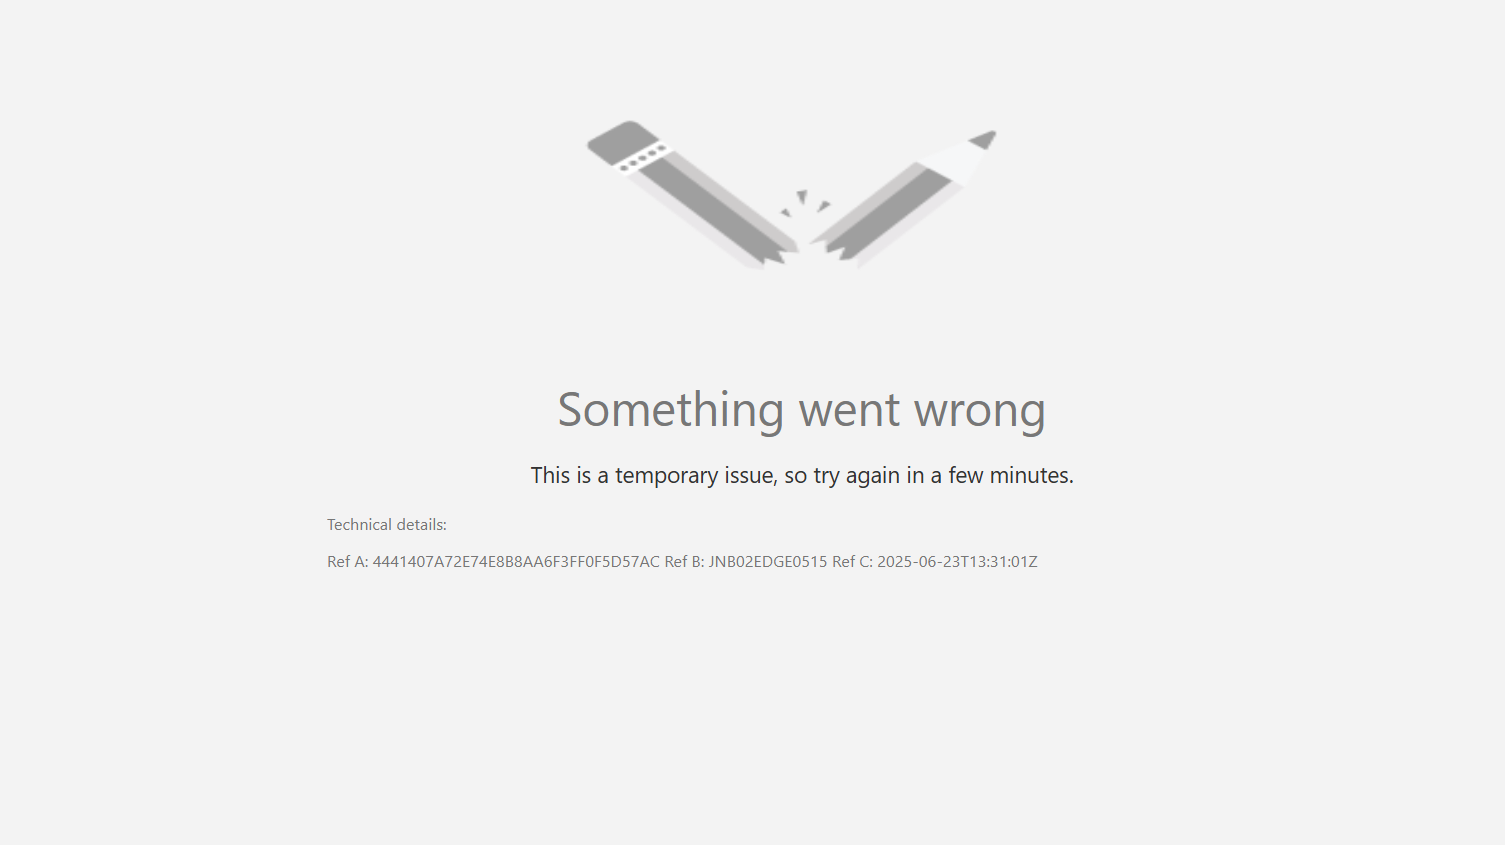 Something went wrong
This is a temporary issue, so try again in a few minutes.
Technical details:
Ref A: 4441407A72E74E8B8AA6F3FF0F5D57AC Ref B: JNB02EDGE0515 Ref C: 2025-06-23T13:31:01Z